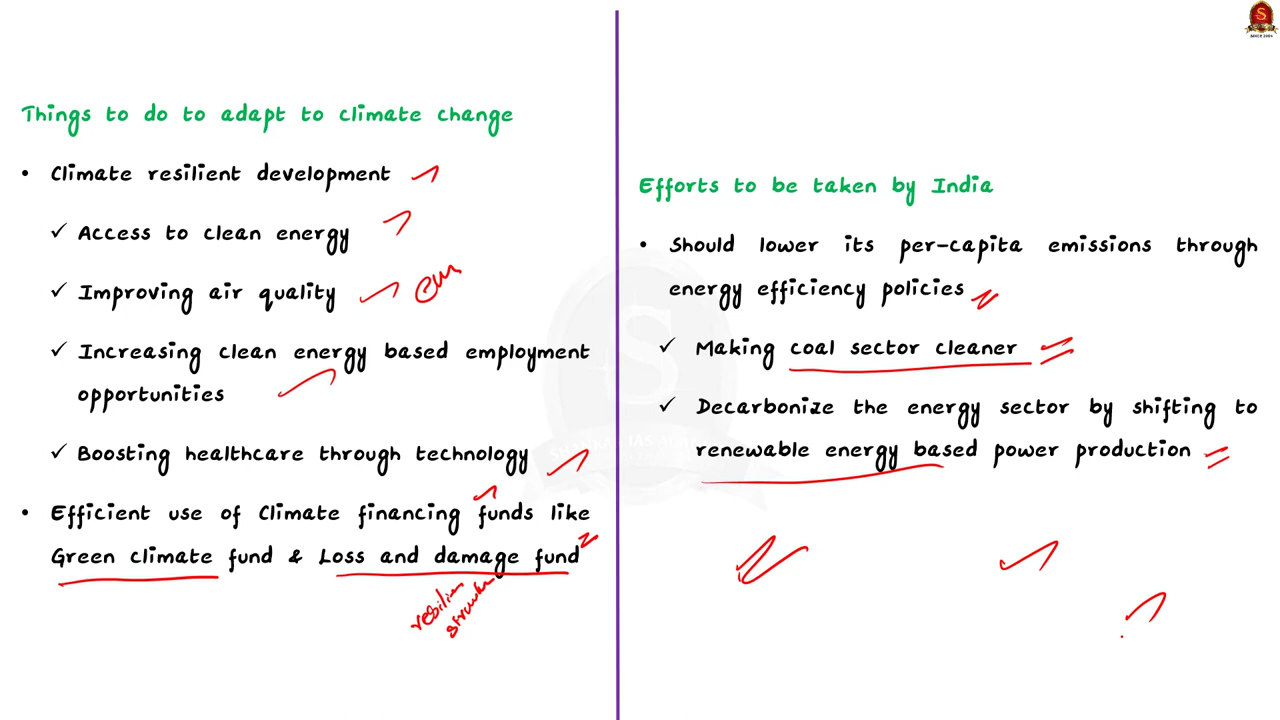 S
SINCE 2004
Things to do to adapt to climate change
• Climate resilient development
✓ Access to clean energy
✓ Improving air quality
✓ Increasing clean energy based employment
opportunities
✓ Boosting healthcare through technology
• Efficient use of Climate financing funds like
Green climate fund & Loss and damage fund
Efforts to be taken by India
• Should lower its per-capita emissions through
energy efficiency policies
✓ Making coal sector cleaner
✓ Decarbonize the energy sector by shifting to
renewable energy based power production